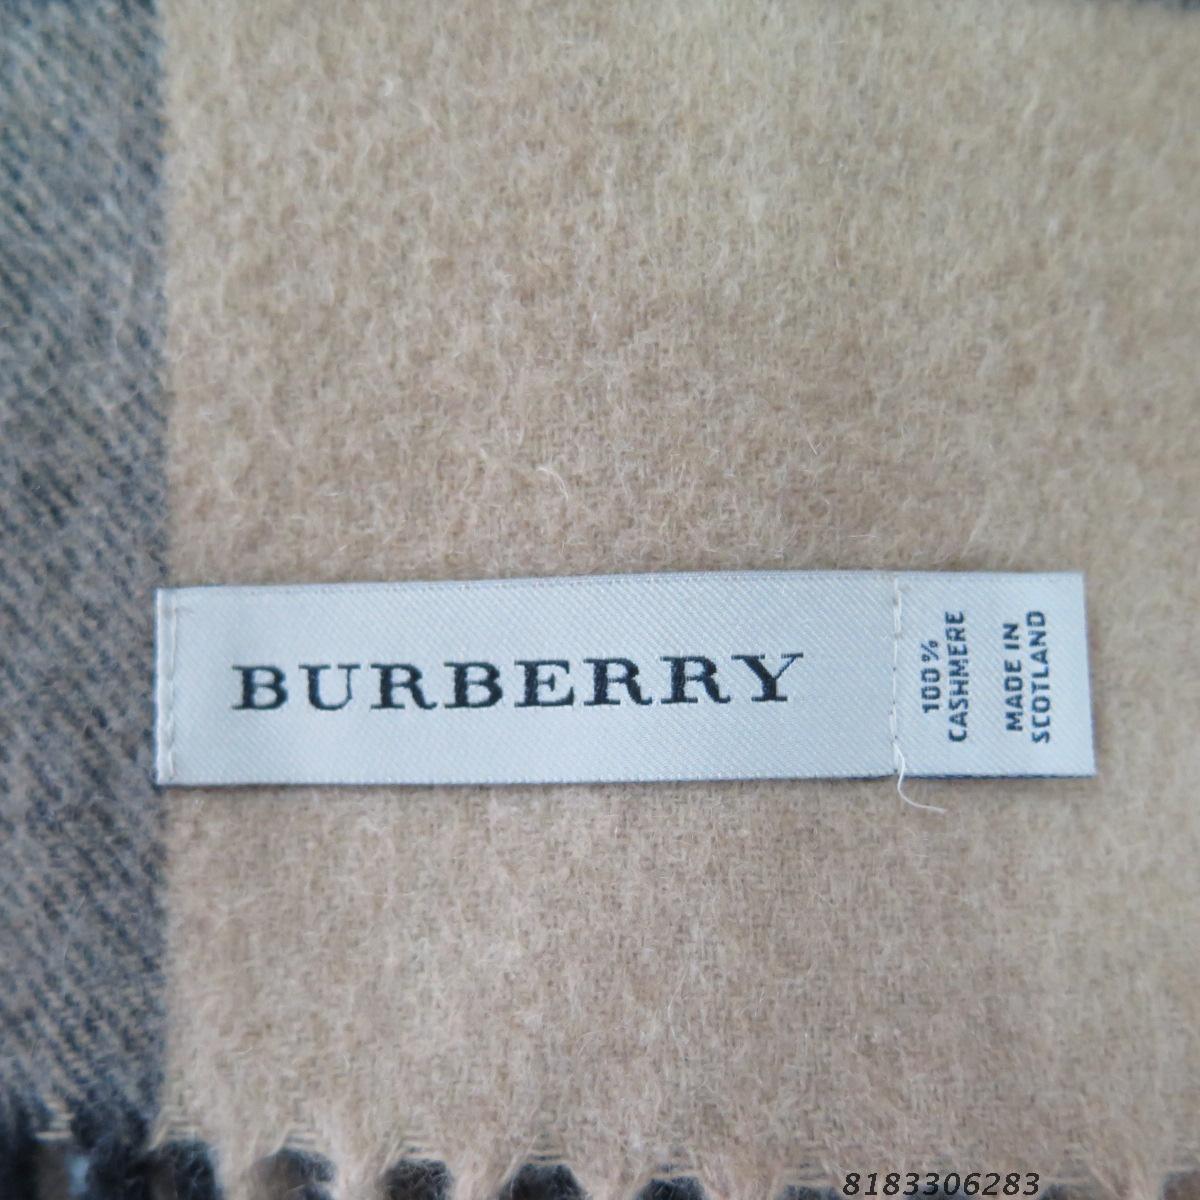 BURBERRY
100%
CASHMERE
MADE IN
SCOTLAND
8183306283